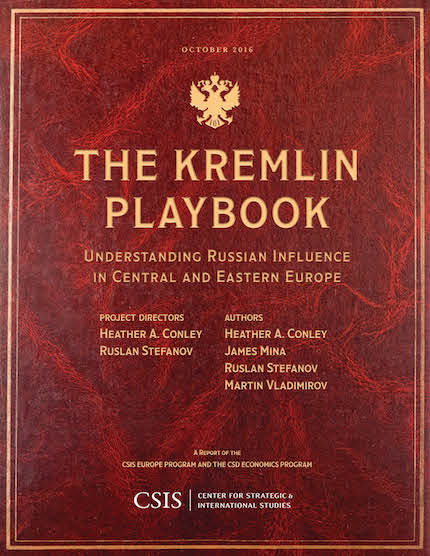 OCTOBER 2016
THE KREMLIN
PLAYBOOK
UNDERSTANDING RUSSIAN INFLUENCE
IN CENTRAL AND EASTERN EUROPE
PROJECT DIRECTORS
HEATHER A. CONLEY
RUSLAN STEFANOV
AUTHORS
HEATHER A. CONLEY
JAMES MINA
RUSLAN STEFANOV
MARTIN VLADIMIROV
A REPORT OF THE
CSIS EUROPE PROGRAM AND THE CSD ECONOMICS PROGRAM
CSIS | CENTER FOR STRATEGIC &
INTERNATIONAL STUDIES